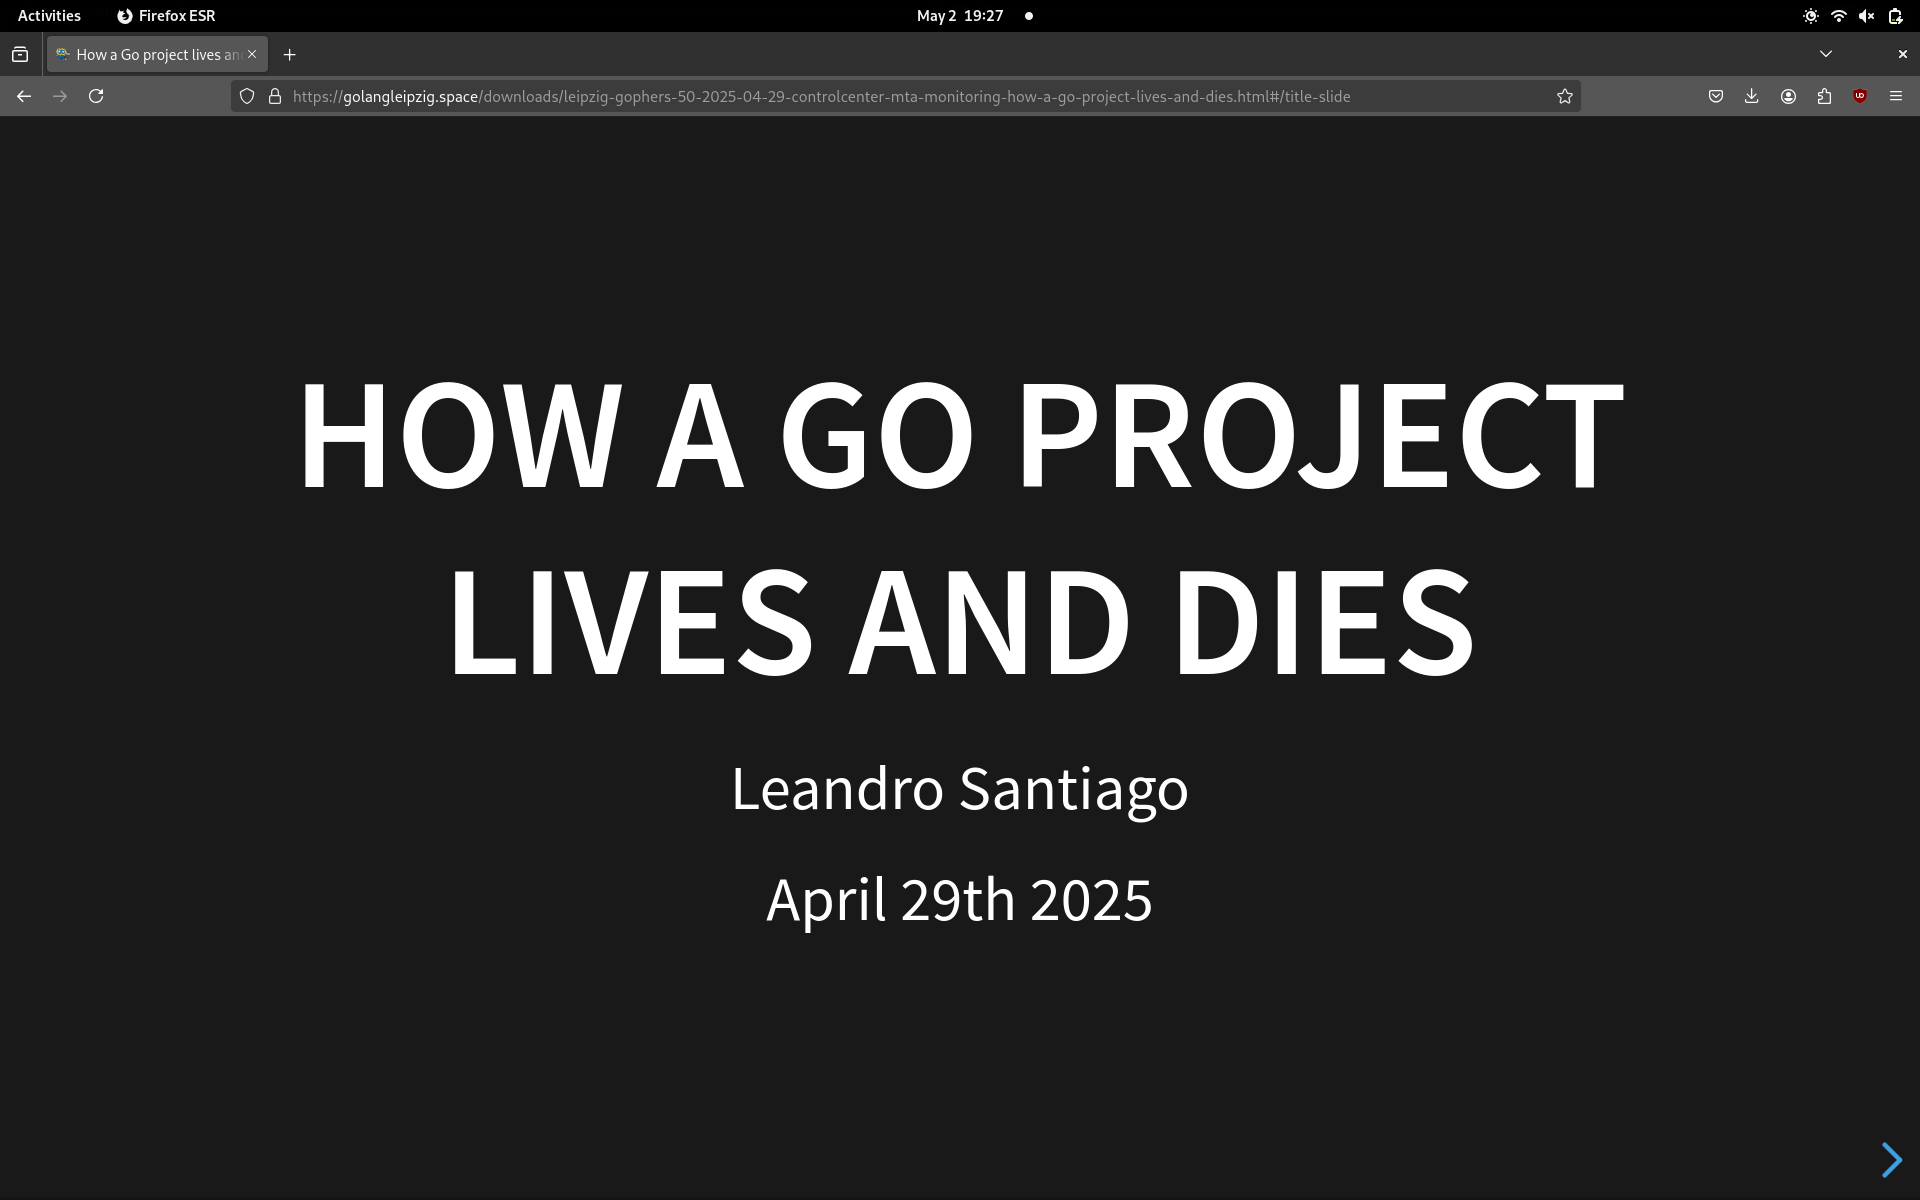 Activities
Firefox ESR
May 2 19:27
How a Go project lives an
https://golangleipzig.space/downloads/leipzig-gophers-50-2025-04-29-controlcenter-mta-monitoring-how-a-go-project-lives-and-dies.html#/title-slide
HOW A GO PROJECT
LIVES AND DIES
Leandro Santiago
April 29th 2025